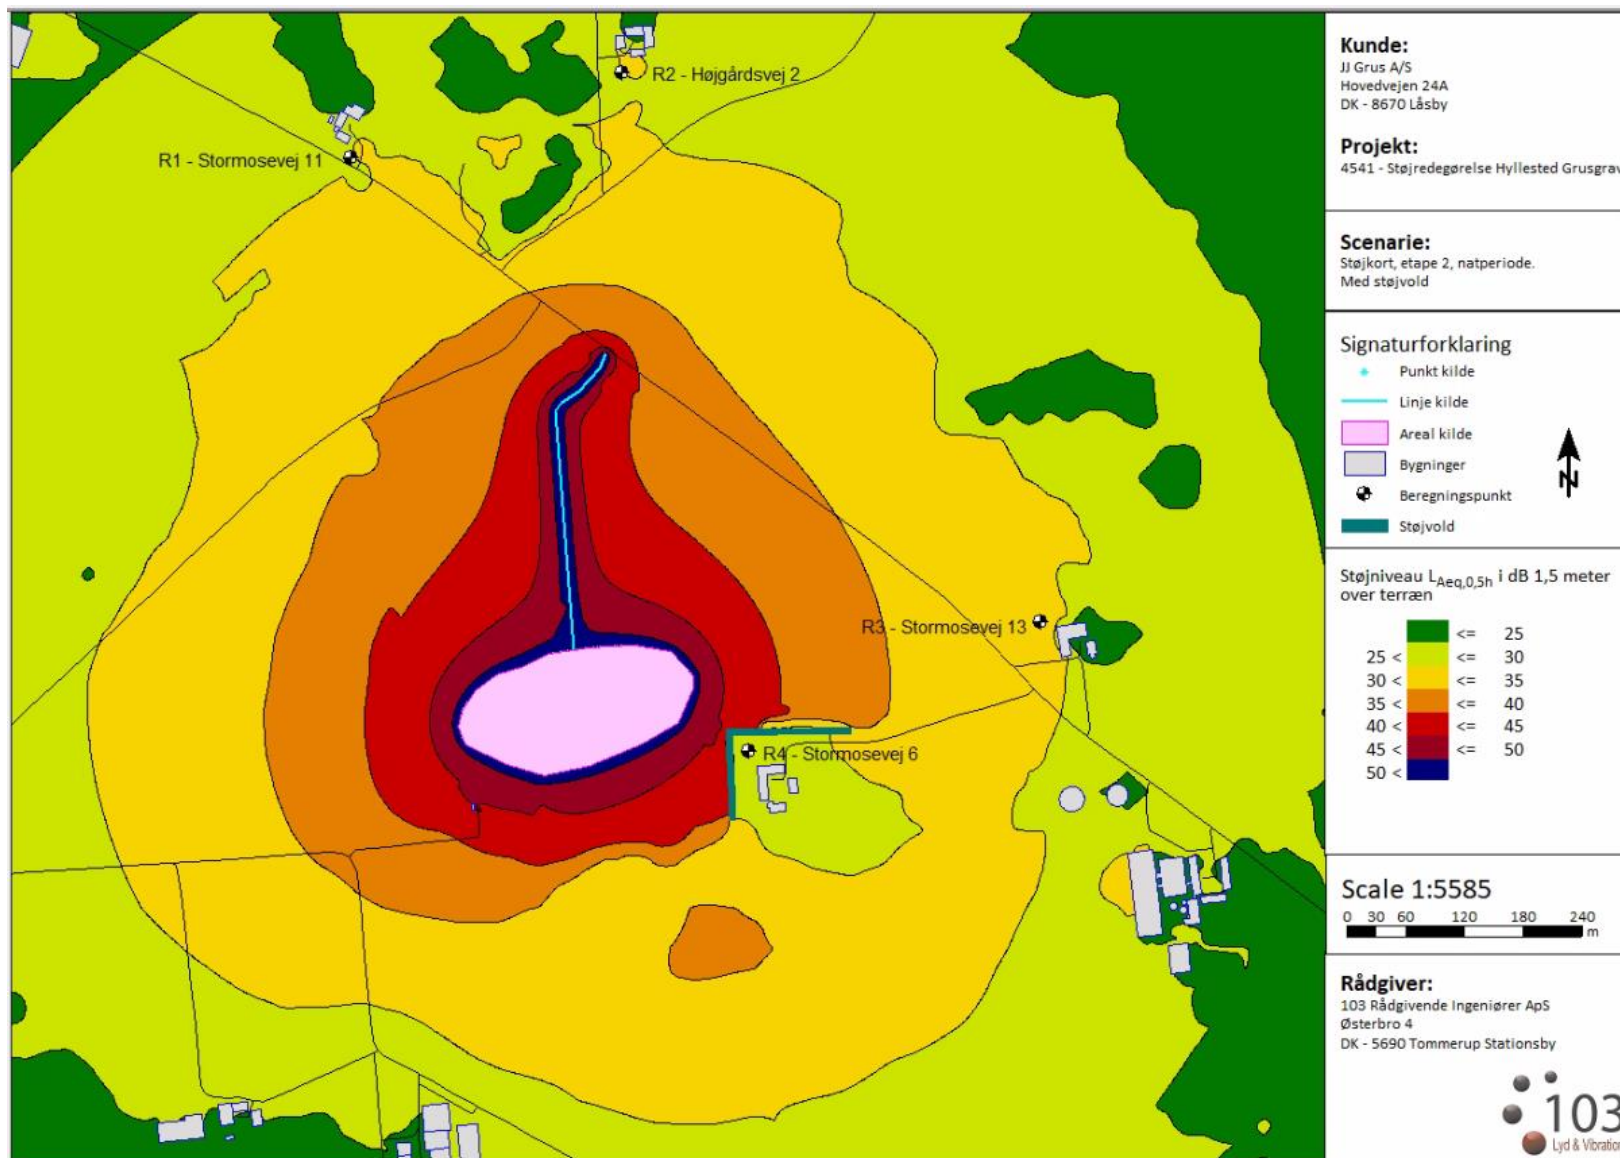 R2 - Højgårdsvej 2
R1 - Stormosevej 11
R3 - Stormosevej 13
R4 - Stormosevej 6
Kunde:
JJ Grus A/S
Hovedvejen 24A
DK - 8670 Låsby
Projekt:
4541 - Støjredegørelse Hyllested Grusgrav
Scenarie:
Støjkort, etape 2, natperiode.
Med støjvold
Signaturforklaring
Punkt kilde
Linje kilde
Areal kilde
Bygninger
Beregningspunkt
Støjvold
N
Støjniveau LAeq,0,5h i dB 1,5 meter
over terræn
<= 25
25 < <= 30
30 < <= 35
35 < <= 40
40 < <= 45
45 < <= 50
50 <
Scale 1:5585
0 30 60 120 180 240
m
Rådgiver:
103 Rådgivende Ingeniører ApS
Østerbro 4
DK - 5690 Tommerup Stationsby
103
Lyd & Vibration